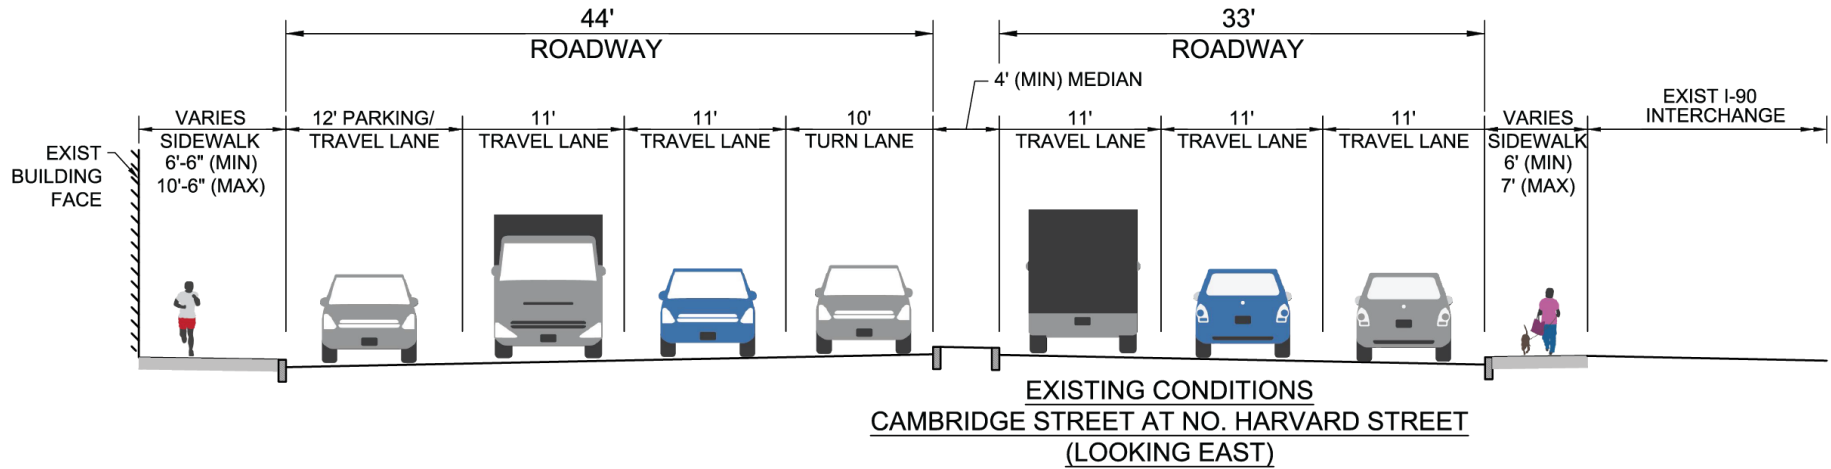 44'
ROADWAY
33'
ROADWAY
4' (MIN) MEDIAN
EXIST I-90
INTERCHANGE
VARIES
SIDEWALK
6'-6" (MIN)
10'-6" (MAX)
12' PARKING/
TRAVEL LANE
11'
TRAVEL LANE
11'
TRAVEL LANE
10'
TURN LANE
11'
TRAVEL LANE
11'
TRAVEL LANE
11'
TRAVEL LANE
VARIES
SIDEWALK
6' (MIN)
7' (MAX)
EXIST
BUILDING
FACE
EXISTING CONDITIONS
CAMBRIDGE STREET AT NO. HARVARD STREET
(LOOKING EAST)